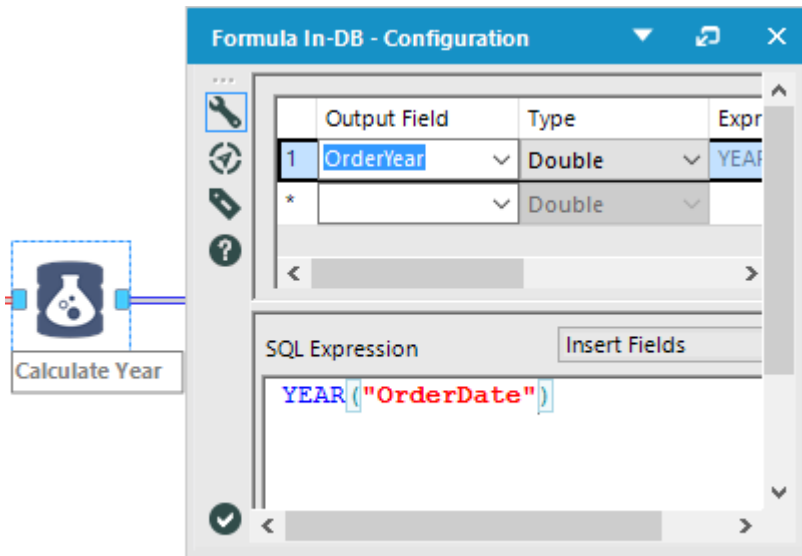 Formula In-DB - Configuration
Output Field Type Expr
1 OrderYear Double YEAR
* Double
SQL Expression Insert Fields
Calculate Year
YEAR("OrderDate")